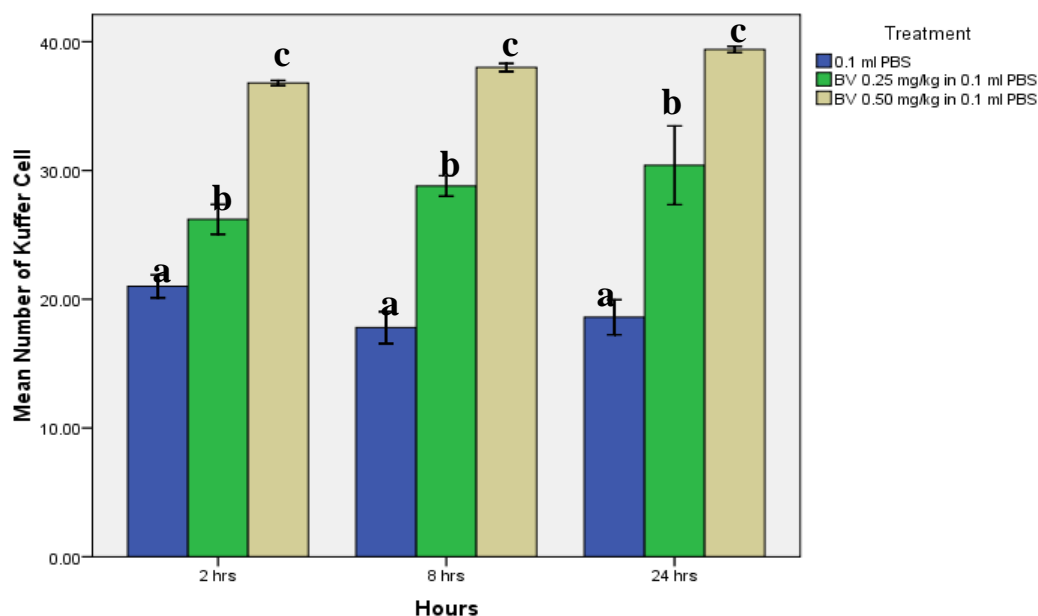 Treatment
0.1 ml PBS
BV 0.25 mg/kg in 0.1 ml PBS
BV 0.50 mg/kg in 0.1 ml PBS
Mean Number of Kuffer Cell
40.00
30.00
20.00
10.00
0.00
a
b
c
a
b
c
a
b
c
2 hrs
8 hrs
24 hrs
Hours